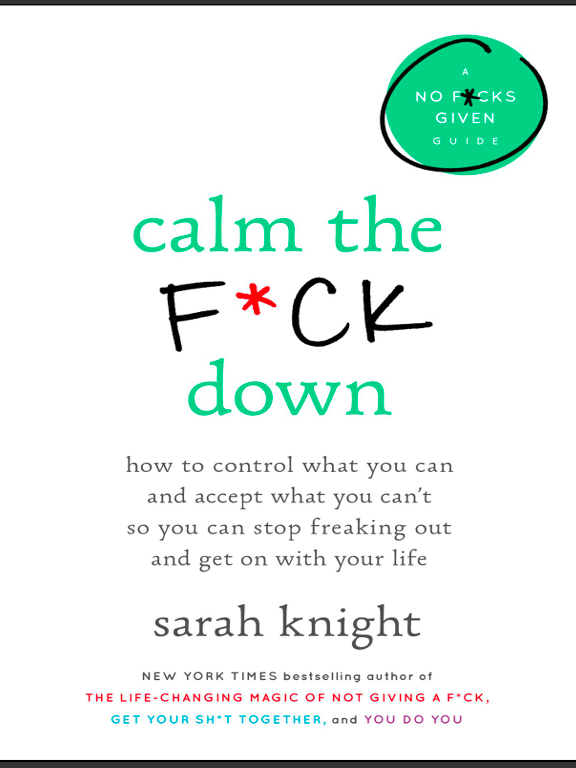 A
NO F*CKS
GIVEN
GUIDE
calm the
F*CK
down
how to control what you can
and accept what you can't
so you can stop freaking out
and get on with your life
sarah knight
NEW YORK TIMES bestselling author of
THE LIFE-CHANGING MAGIC OF NOT GIVING A F*CK,
GET YOUR SH*T TOGETHER, and YOU DO YOU